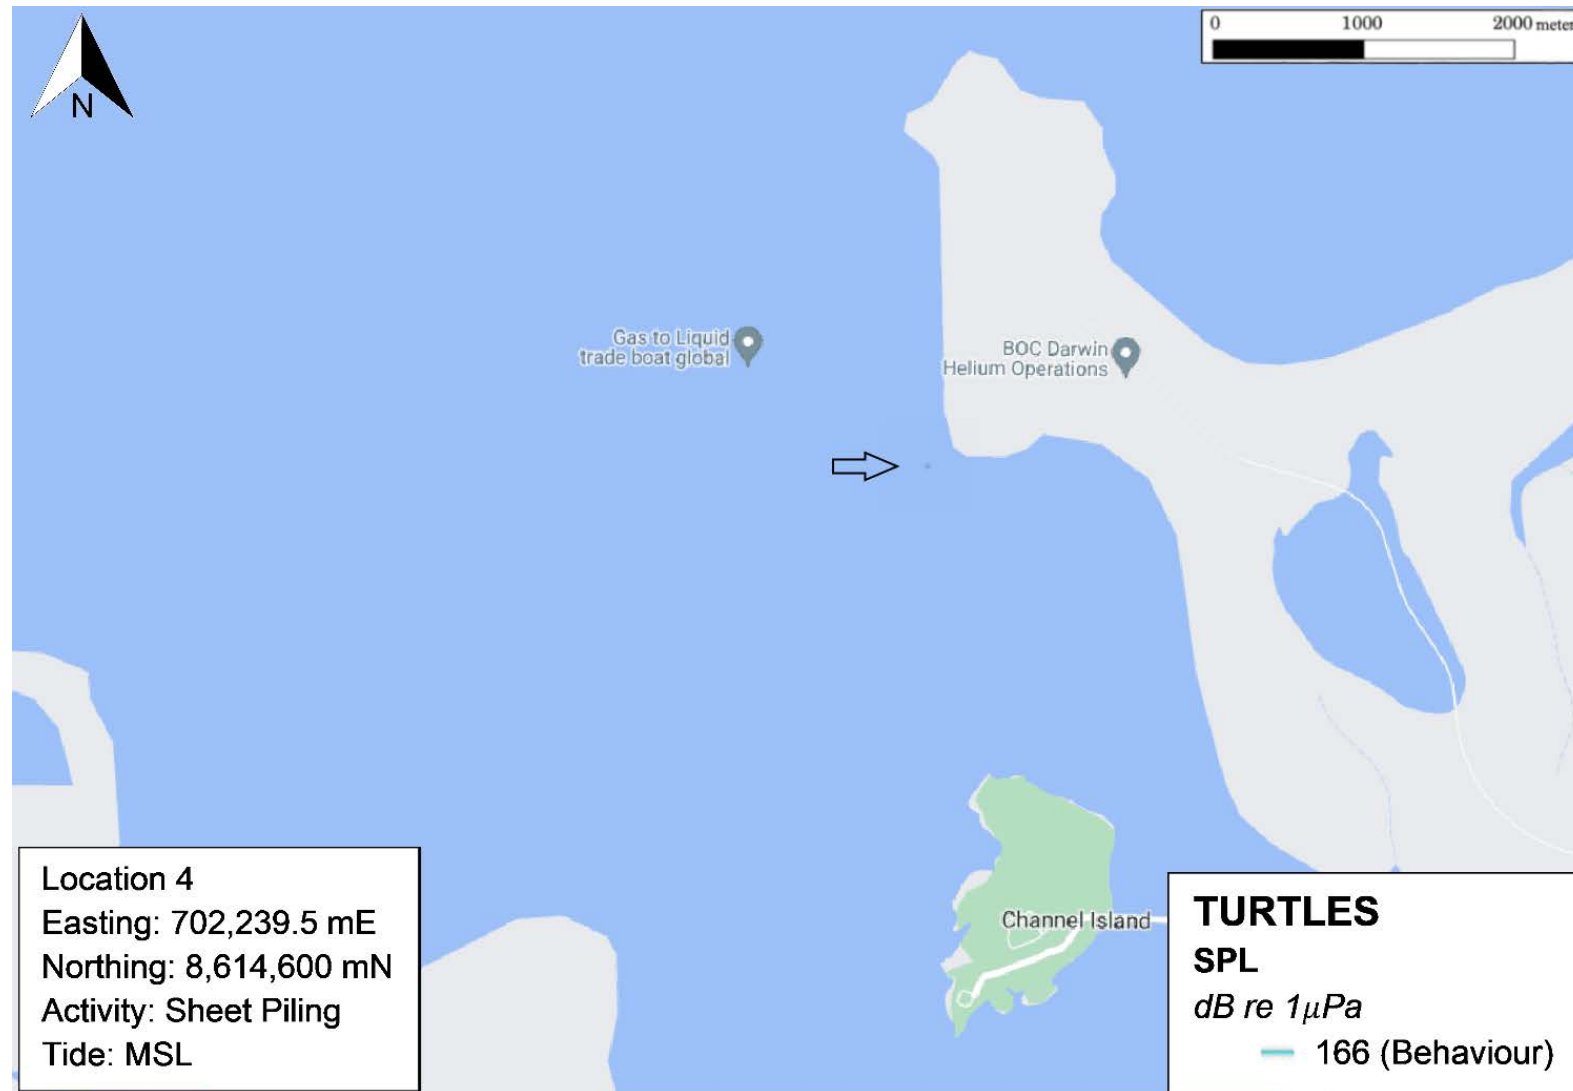 N
0 1000 2000 meter
Gas to Liquid
trade boat global
BOC Darwin
Helium Operations
Channel Island
Location 4
Easting: 702,239.5 mE
Northing: 8,614,600 mN
Activity: Sheet Piling
Tide: MSL
TURTLES
SPL
dB re 1μPa
166 (Behaviour)